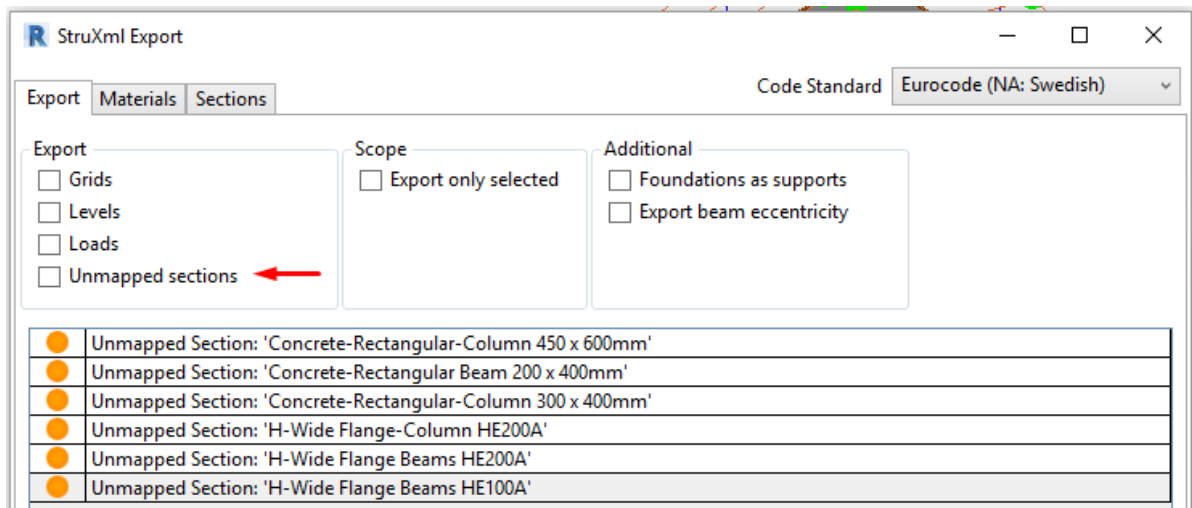 StruXml Export
Code Standard Eurocode (NA: Swedish)
Export Materials Sections
Export
Grids
Levels
Loads
Unmapped sections
Scope
Export only selected
Additional
Foundations as supports
Export beam eccentricity
Unmapped Section: 'Concrete-Rectangular-Column 450 x 600mm'
Unmapped Section: 'Concrete-Rectangular Beam 200 x 400mm'
Unmapped Section: 'Concrete-Rectangular-Column 300 x 400mm'
Unmapped Section: 'H-Wide Flange-Column HE200A'
Unmapped Section: 'H-Wide Flange Beams HE200A'
Unmapped Section: 'H-Wide Flange Beams HE100A'